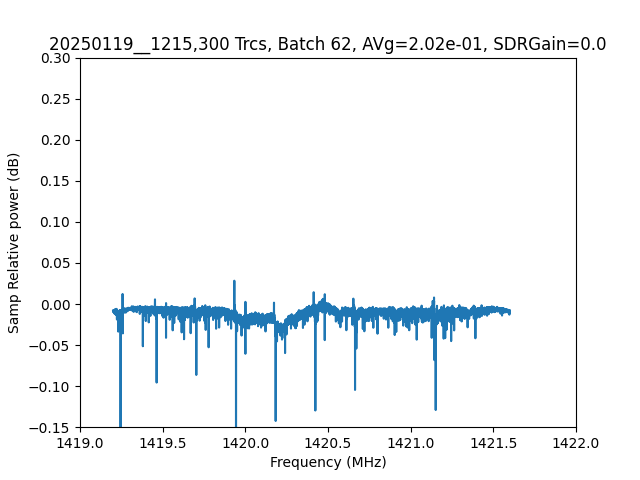 20250119__1215,300 Trcs, Batch 62, AVg=2.02e-01, SDRGain=0.0
0.30
0.25
0.20
0.15
0.10
0.05
0.00
−0.05
−0.10
−0.15
Samp Relative power (dB)
1419.0 1419.5 1420.0 1420.5 1421.0 1421.5 1422.0
Frequency (MHz)